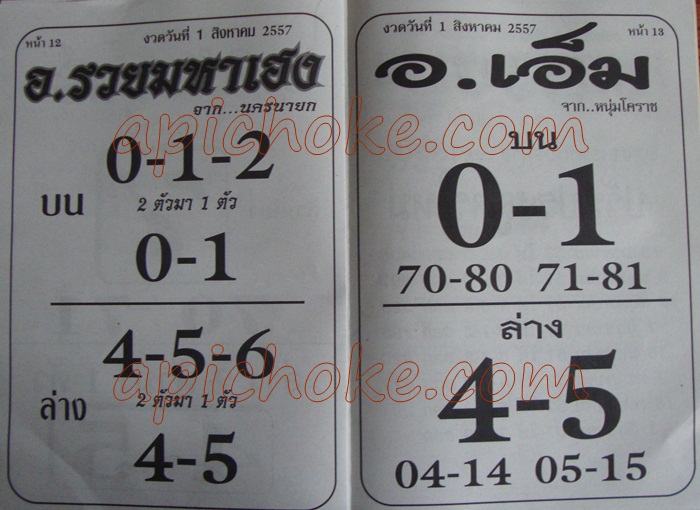 หน้า 12
งวดวันที่ 1 สิงหาคม 2557
อ.รวยมหาเฮง
จาก...นครนายก
บน
0-1-2
2 ตัวมา 1 ตัว
0-1
ล่าง
4-5-6
2 ตัวมา 1 ตัว
4-5
งวดวันที่ 1 สิงหาคม 2557
หน้า 13
อ.เอ็ม
จาก..หนุ่มโคราช
บน
0-1
70-80 71-81
ล่าง
4-5
04-14 05-15
apichoke.com
apichoke.com